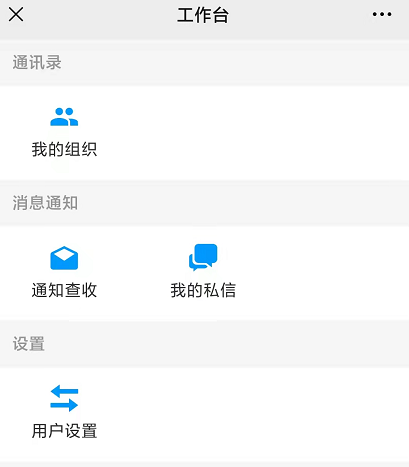 工作台
通讯录
我的组织
消息通知
通知查收 我的私信
设置
用户设置